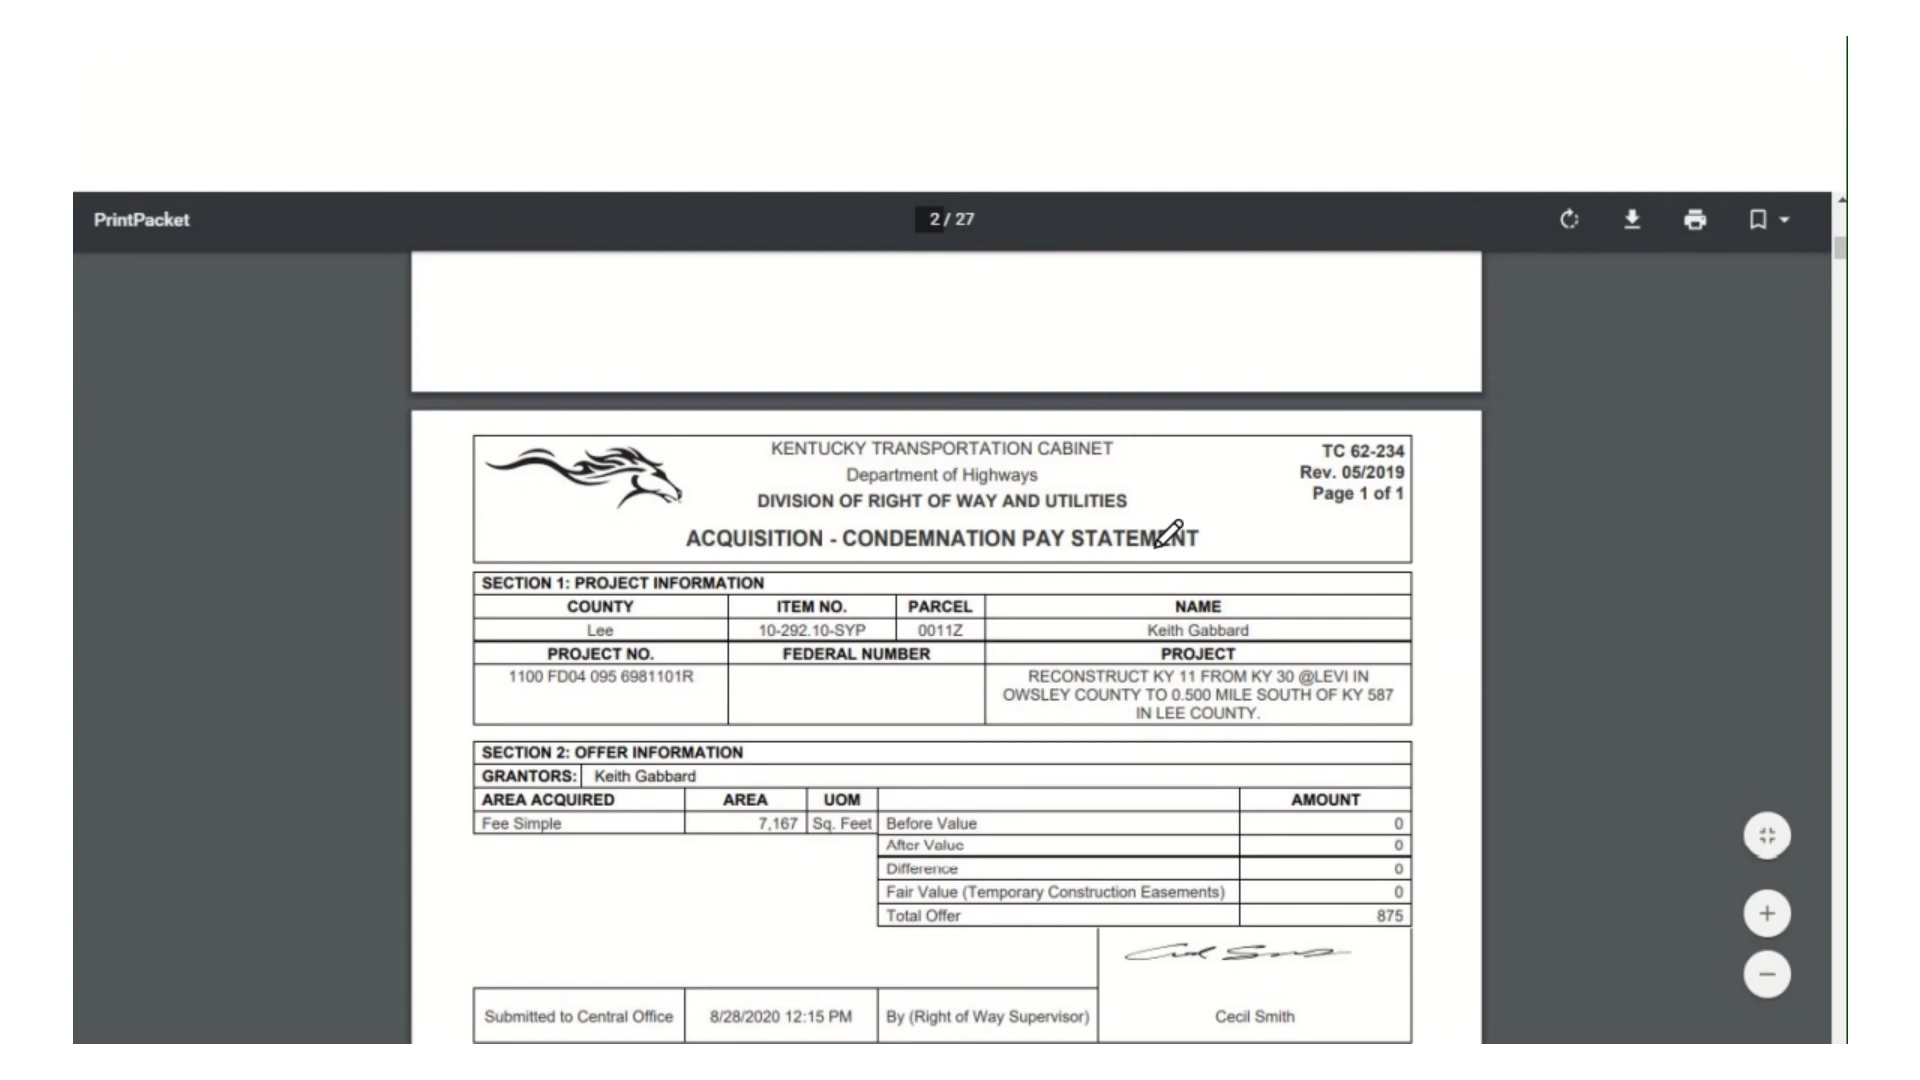 PrintPacket
2 / 27
KENTUCKY TRANSPORTATION CABINET
Department of Highways
DIVISION OF RIGHT OF WAY AND UTILITIES
ACQUISITION - CONDEMNATION PAY STATEMENT
TC 62-234
Rev. 05/2019
Page 1 of 1
SECTION 1: PROJECT INFORMATION
COUNTY ITEM NO. PARCEL NAME
Lee 10-292.10-SYP 0011Z Keith Gabbard
PROJECT NO. FEDERAL NUMBER PROJECT
1100 FD04 095 6981101R RECONSTRUCT KY 11 FROM KY 30 @LEVI IN
OWSLEY COUNTY TO 0.500 MILE SOUTH OF KY 587
IN LEE COUNTY.
SECTION 2: OFFER INFORMATION
GRANTORS: Keith Gabbard
AREA ACQUIRED AREA UOM AMOUNT
Fee Simple 7,167 Sq. Feet Before Value 0
After Value 0
Difference 0
Fair Value (Temporary Construction Easements) 0
Total Offer 875
Submitted to Central Office 8/28/2020 12:15 PM By (Right of Way Supervisor) Cecil Smith